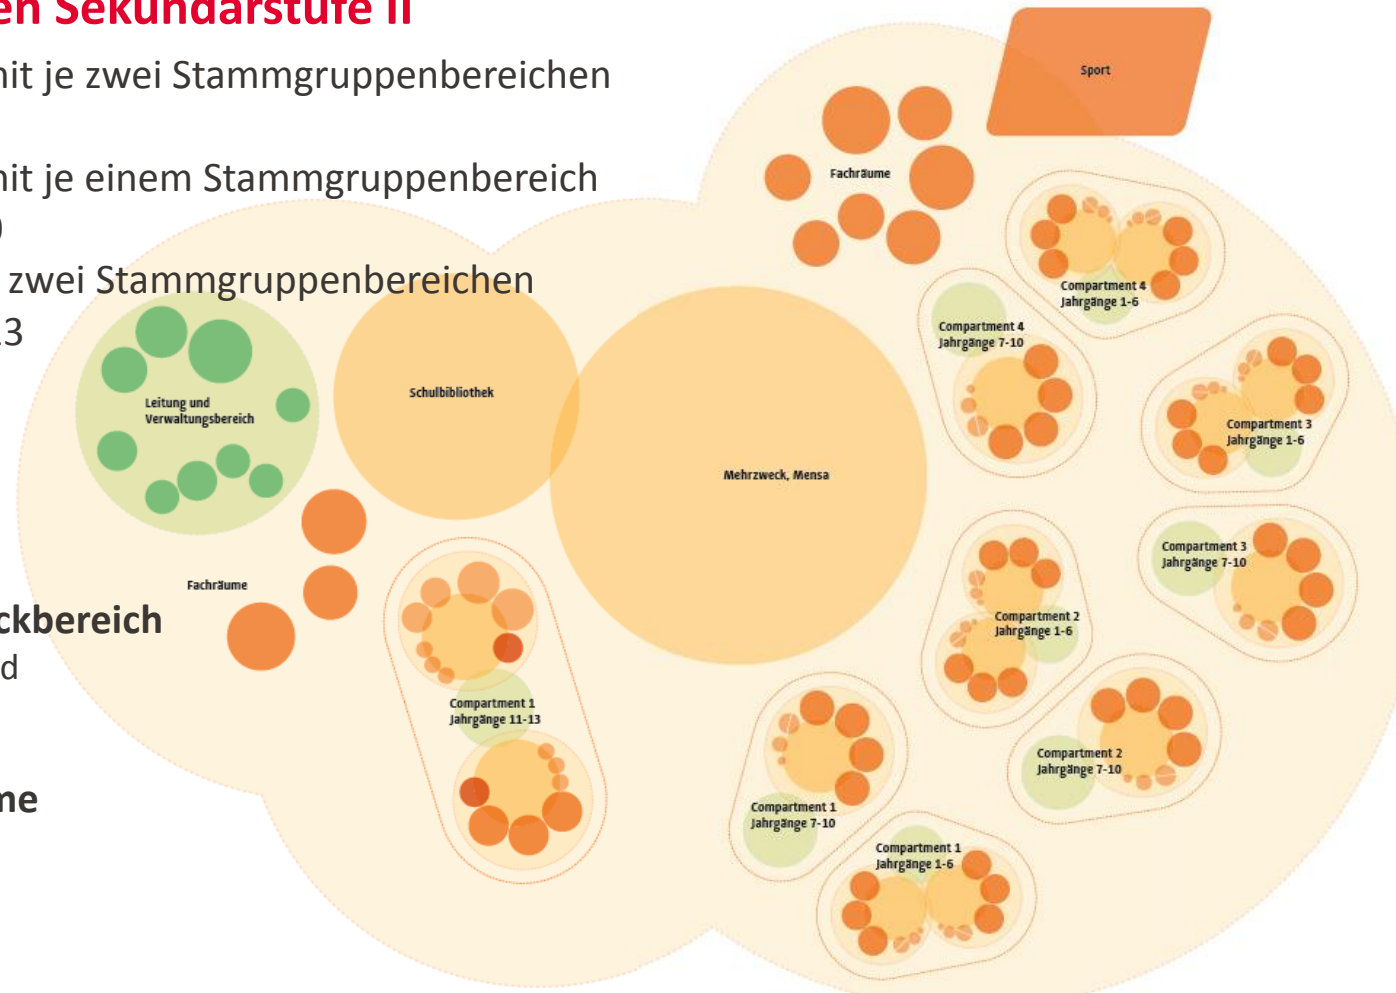 en Sekundarstufe II
mit je zwei Stammgruppenbereichen
mit je einem Stammgruppenbereich
)
zwei Stammgruppenbereichen
13
ckbereich
d
me
Sport
Fachräume
Compartment 4
Jahrgänge 1-6
Compartment 4
Jahrgänge 7-10
Leitung und
Verwaltungsbereich
Schulbibliothek
Compartment 3
Jahrgänge 1-6
Mehrzweck, Mensa
Compartment 3
Jahrgänge 7-10
Fachräume
Compartment 2
Jahrgänge 1-6
Compartment 1
Jahrgänge 11-13
Compartment 2
Jahrgänge 7-10
Compartment 1
Jahrgänge 7-10
Compartment 1
Jahrgänge 1-6